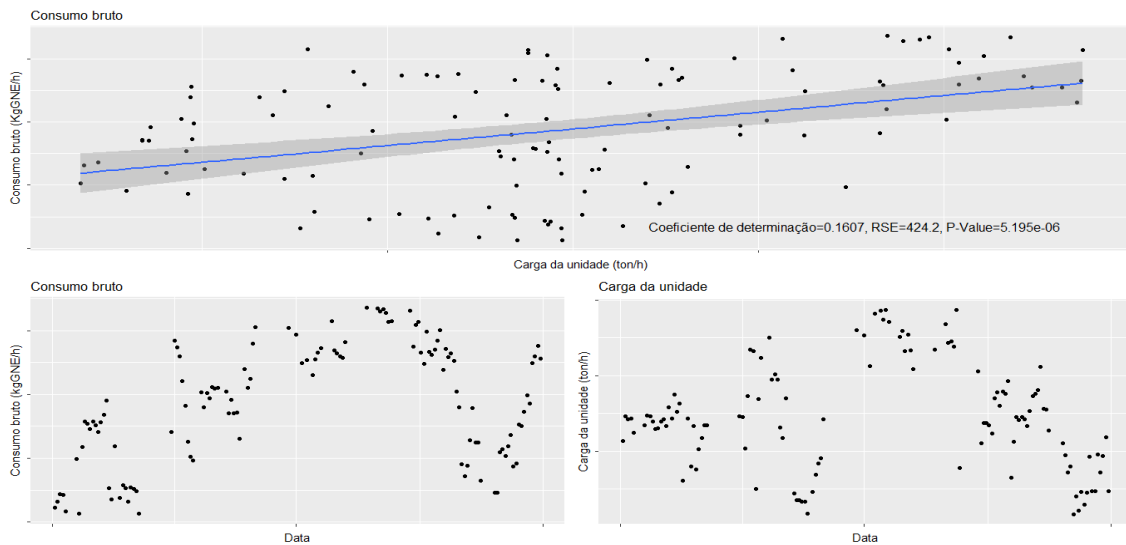 Consumo bruto
Consumo bruto (KgGNE/h)
Coeficiente de determinação=0.1607, RSE=424.2, P-Value=5.195e-06
Carga da unidade (ton/h)
Consumo bruto
Consumo bruto (kgGNE/h)
Data
Carga da unidade
Carga da unidade (ton/h)
Data